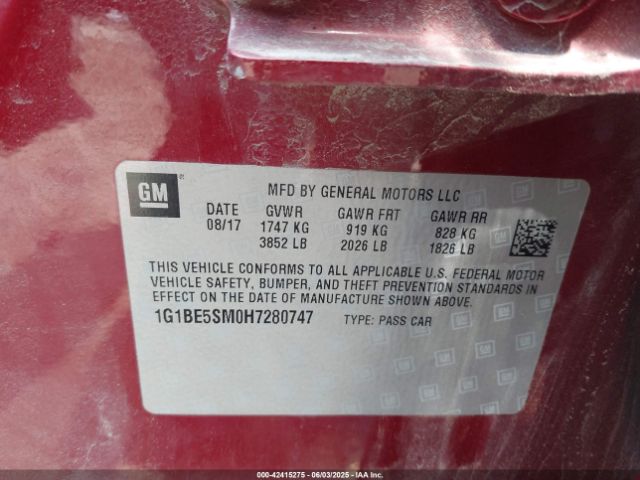 GM
®
MFD BY GENERAL MOTORS LLC
DATE GVWR GAWR FRT GAWR RR
08/17 1747 KG 919 KG 828 KG
3852 LB 2026 LB 1826 LB
THIS VEHICLE CONFORMS TO ALL APPLICABLE U.S. FEDERAL MOTOR
VEHICLE SAFETY, BUMPER, AND THEFT PREVENTION STANDARDS IN
EFFECT ON THE DATE OF MANUFACTURE SHOWN ABOVE.
1G1BE5SM0H7280747 TYPE: PASS CAR
000-42415275 - 06/03/2025 - IAA Inc.